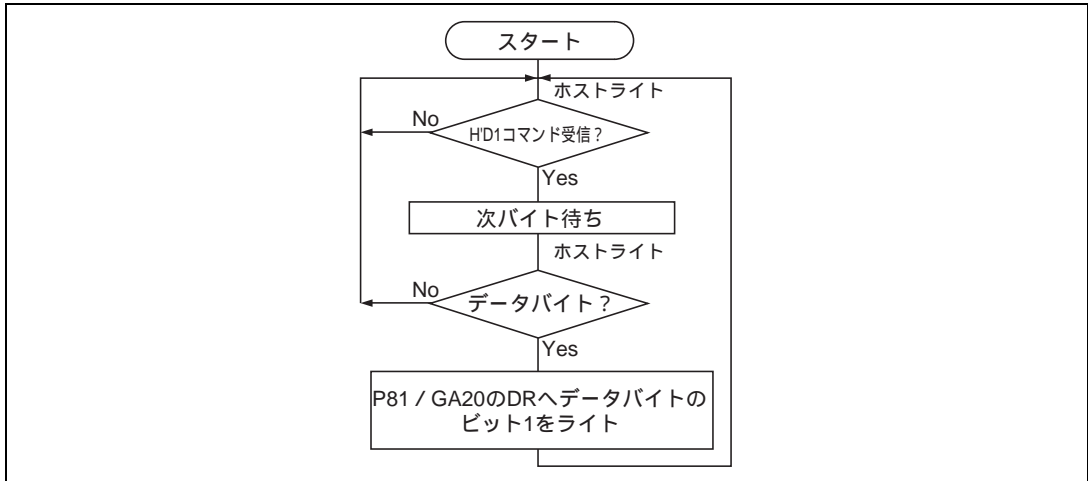 スタート
ホストライト
No
H'D1コマンド受信？
Yes
次バイト待ち
ホストライト
No
データバイト？
Yes
P81／GA20のDRへデータバイトの
ビット1をライト